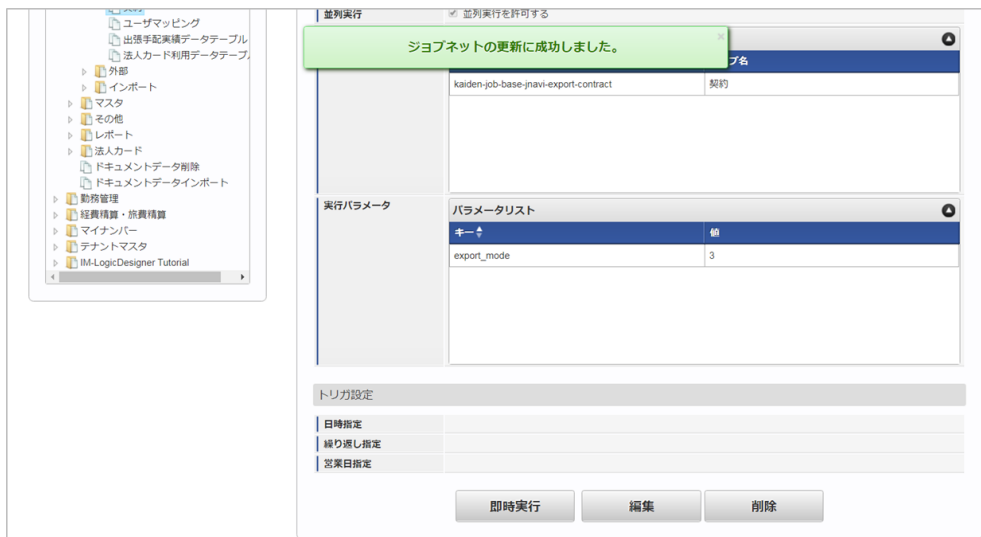 ユーザマッピング
出張手配実績データテーブル
法人カード利用データテーブ
外部
インポート
マスタ
その他
レポート
法人カード
ドキュメントデータ削除
ドキュメントデータインポート
勤務管理
経費精算・旅費精算
マイナンバー
テナントマスタ
IM-LogicDesigner Tutorial
並列実行
並列実行を許可する
ジョブネットの更新に成功しました。
×
ブ名
kaiden-job-base-jnavi-export-contract
契約
実行パラメータ
パラメータリスト
キー
値
export_mode
3
トリガ設定
日時指定
繰り返し指定
営業日指定
即時実行
編集
削除